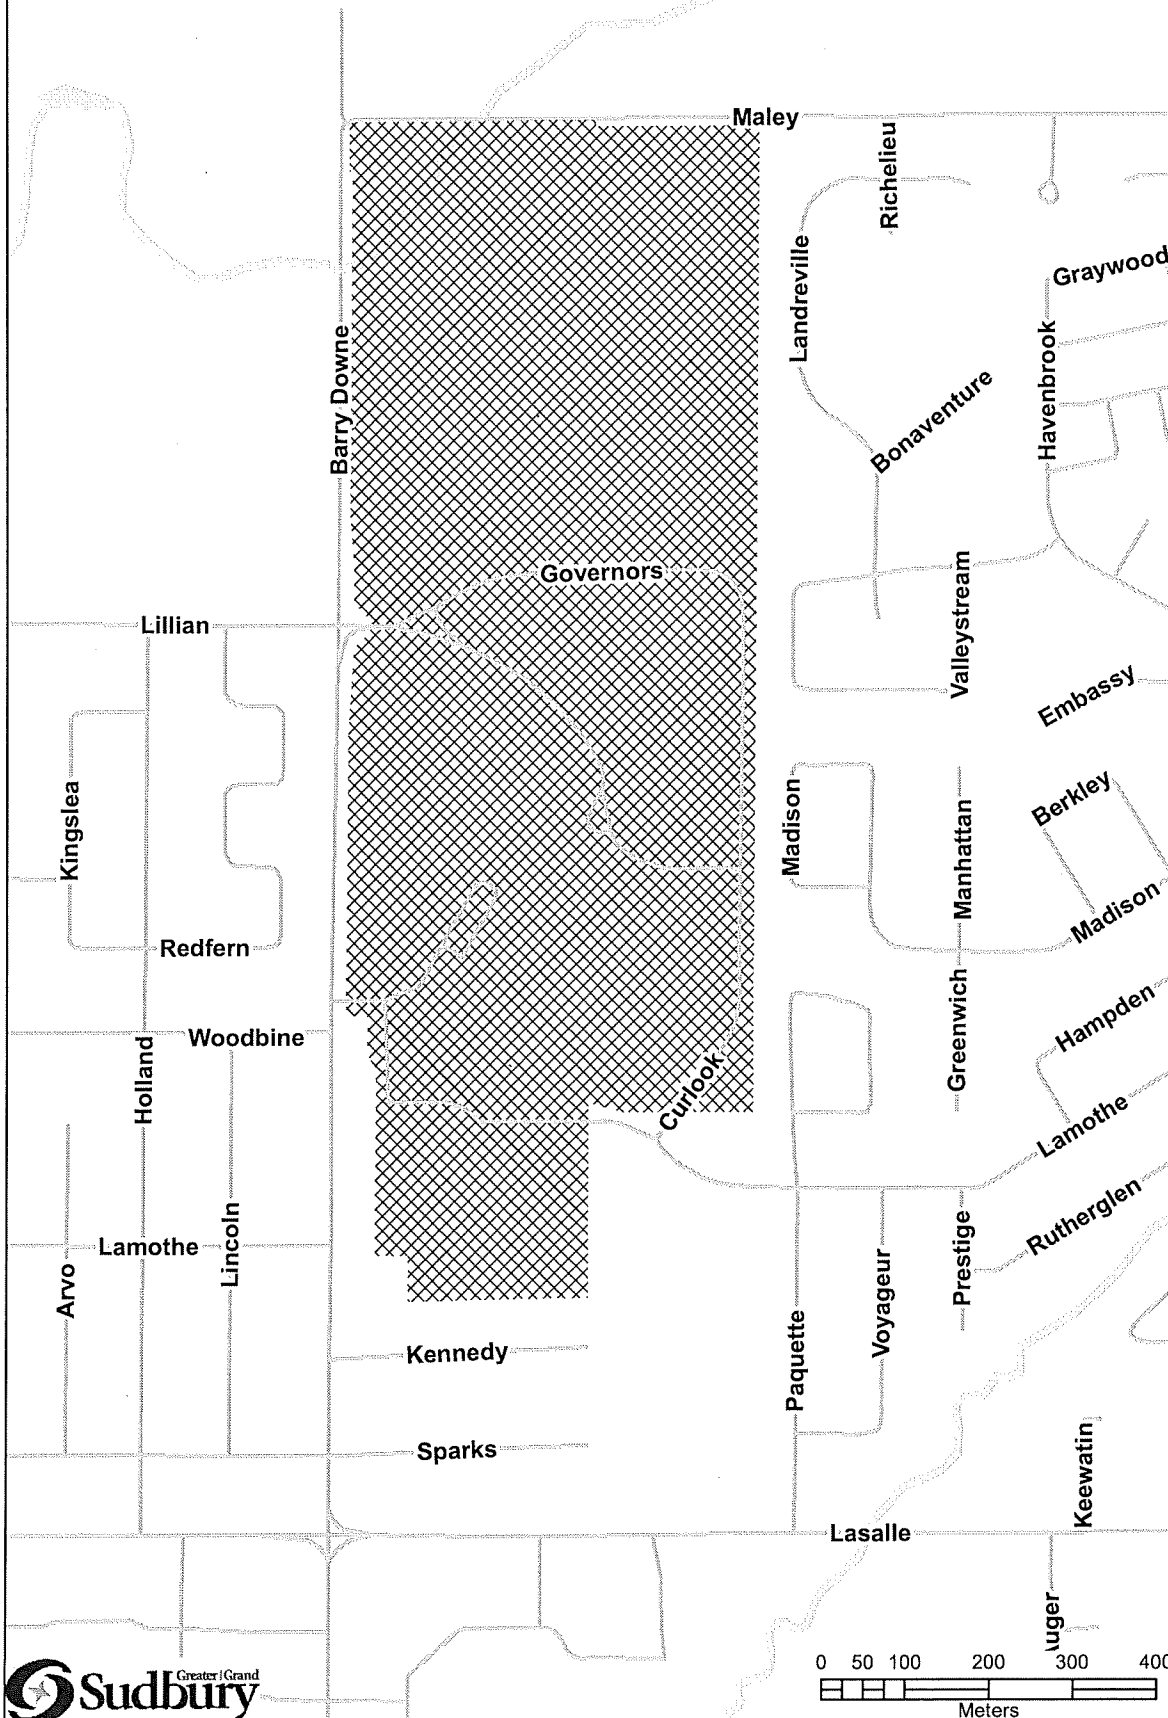 Maley
Richelieu
Landreville
Graywood
Barry Downe
Havenbrook
Bonaventure
Governors
Lillian
Valleystream
Embassy
Kingslea
Madison
Berkley
Manhattan
Madison
Redfern
Greenwich
Hampden
Woodbine
Holland
Curlook
Lamothe
Rutherglen
Lamothe
Lincoln
Arvo
Prestige
Voyageur
Paquette
Kennedy
Sparks
Keewatin
Lasalle
uger
Greater | Grand
Sudbury
0 50 100 200 300 400
Meters